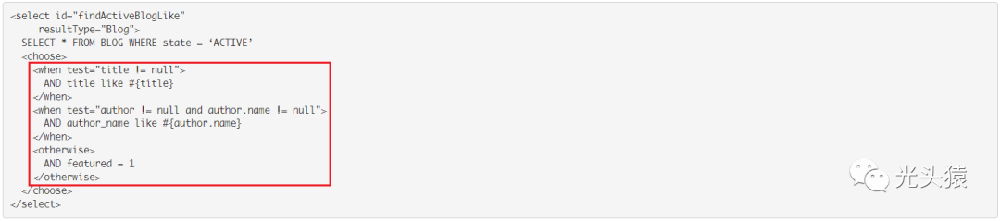 <select id="findActiveBlogLike"
resultType="Blog">
SELECT * FROM BLOG WHERE state = ‘ACTIVE’
<choose>
<when test="title != null">
AND title like #{title}
</when>
<when test="author != null and author.name != null">
AND author_name like #{author.name}
</when>
<otherwise>
AND featured = 1
</otherwise>
</choose>
</select>
光头猿